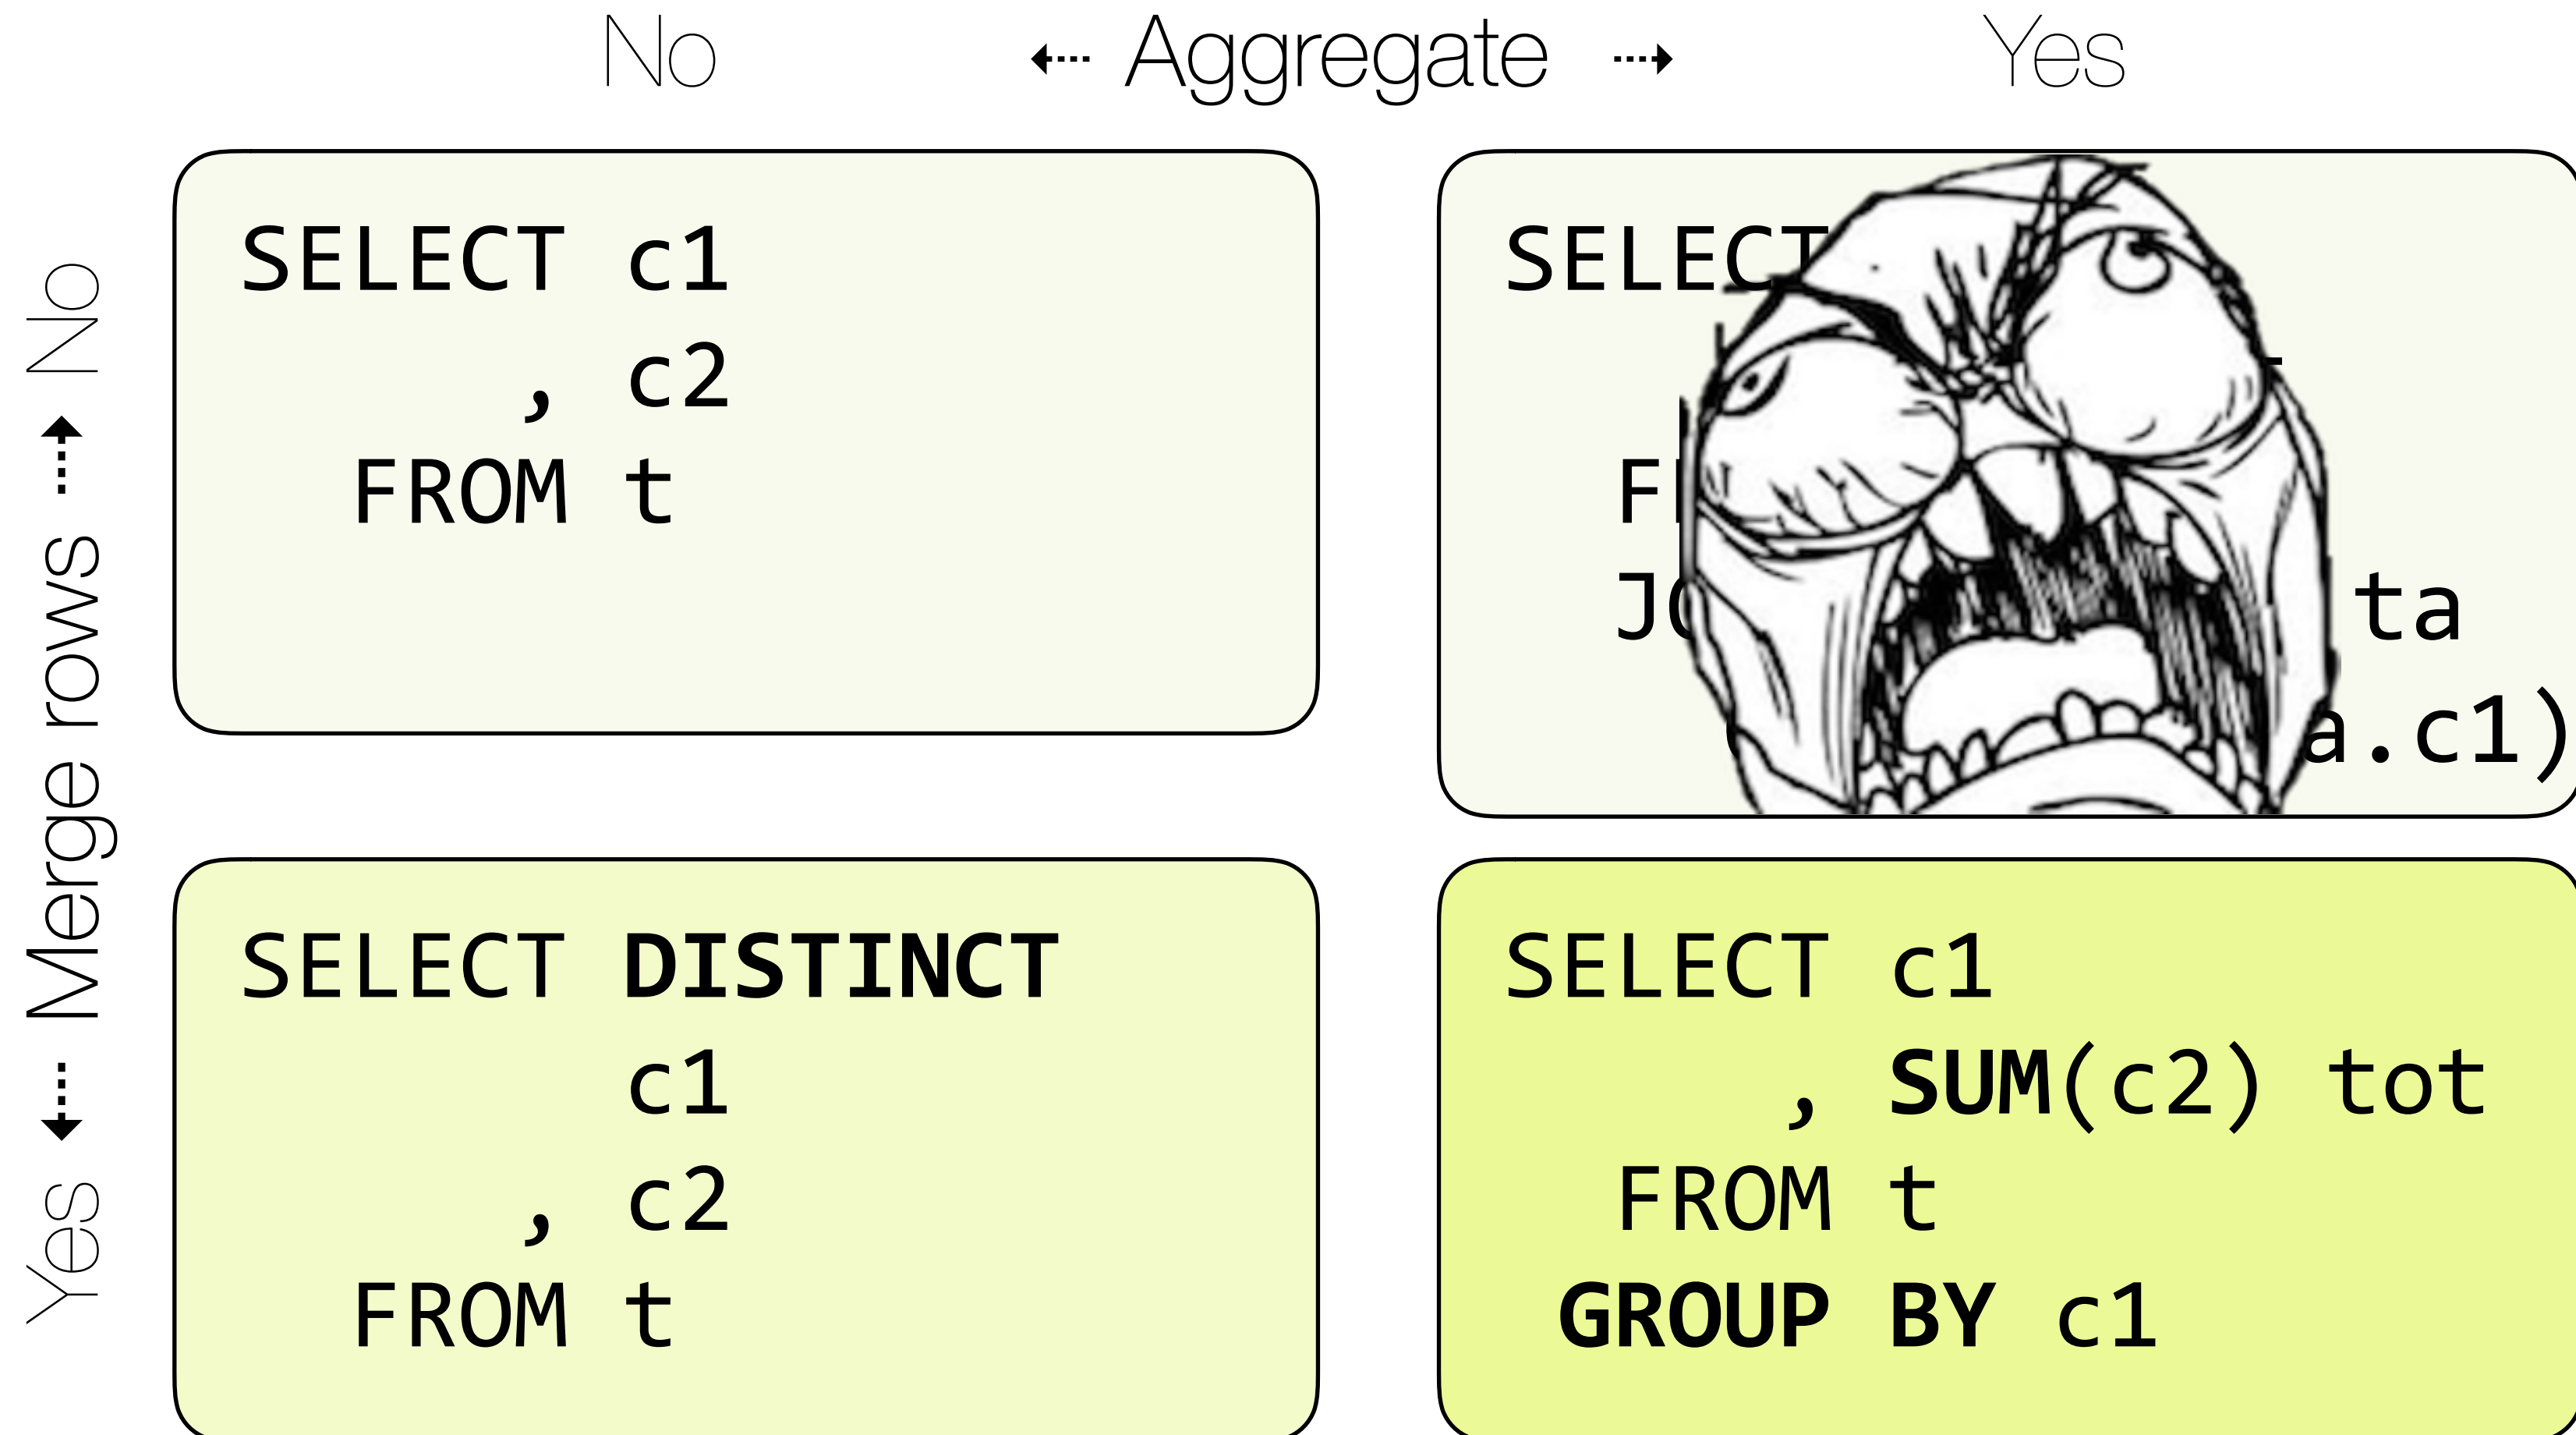 No Aggregate Yes
No
Merge rows
Yes
SELECT c1
, c2
FROM t
SELECT
ta
a.c1)
SELECT DISTINCT
c1
, c2
FROM t
SELECT c1
, SUM(c2) tot
FROM t
GROUP BY c1